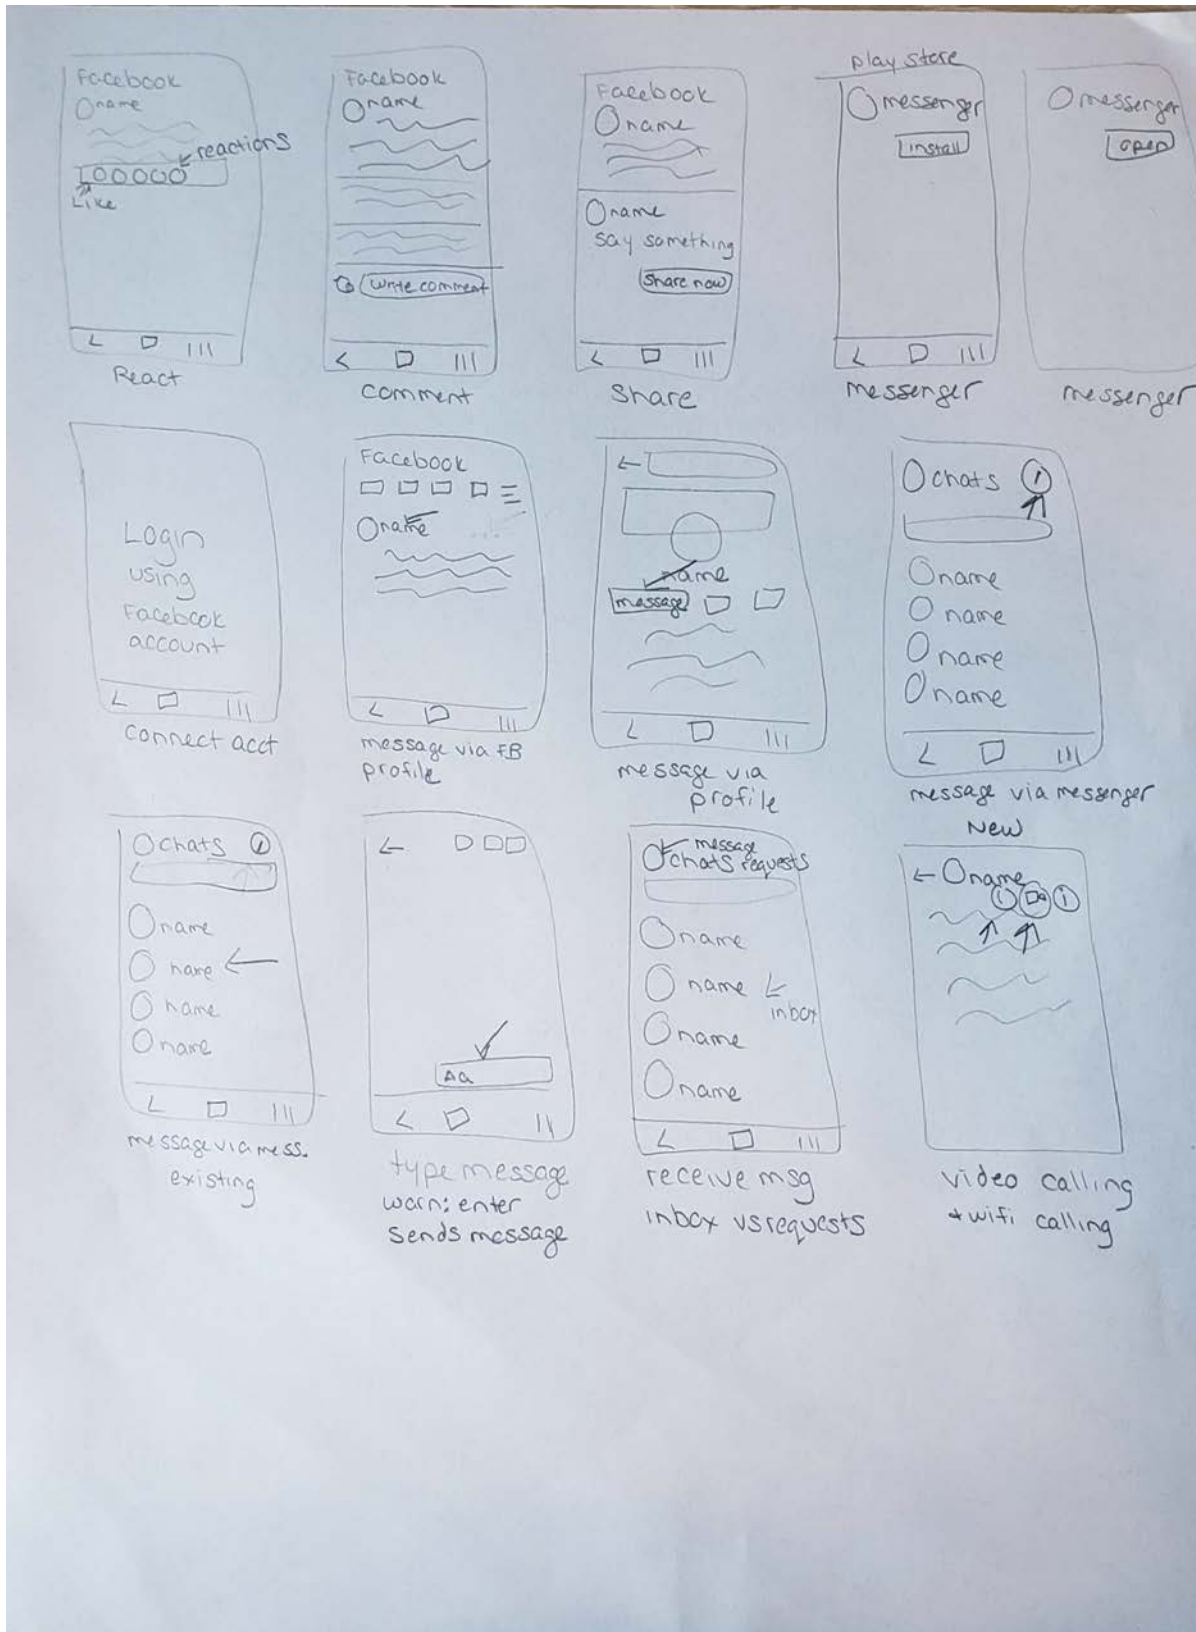 Facebook
name
reactions
Like
React
Facebook
name
write comment
comment
Facebook
name
name
say something
Share now
Share
play store
messenger
install
messenger
messenger
open
messenger
Login
using
Facebook
account
connect acct
Facebook
name
message via FB
profile
name
message
message via
profile
chats
name
name
name
name
message via messenger
New
chats
name
name
name
name
message via mess.
existing
Aa
type message
warn: enter
sends message
message
chats requests
name
name
inbox
name
name
receive msg
inbox vs requests
name
video calling
+ wifi calling